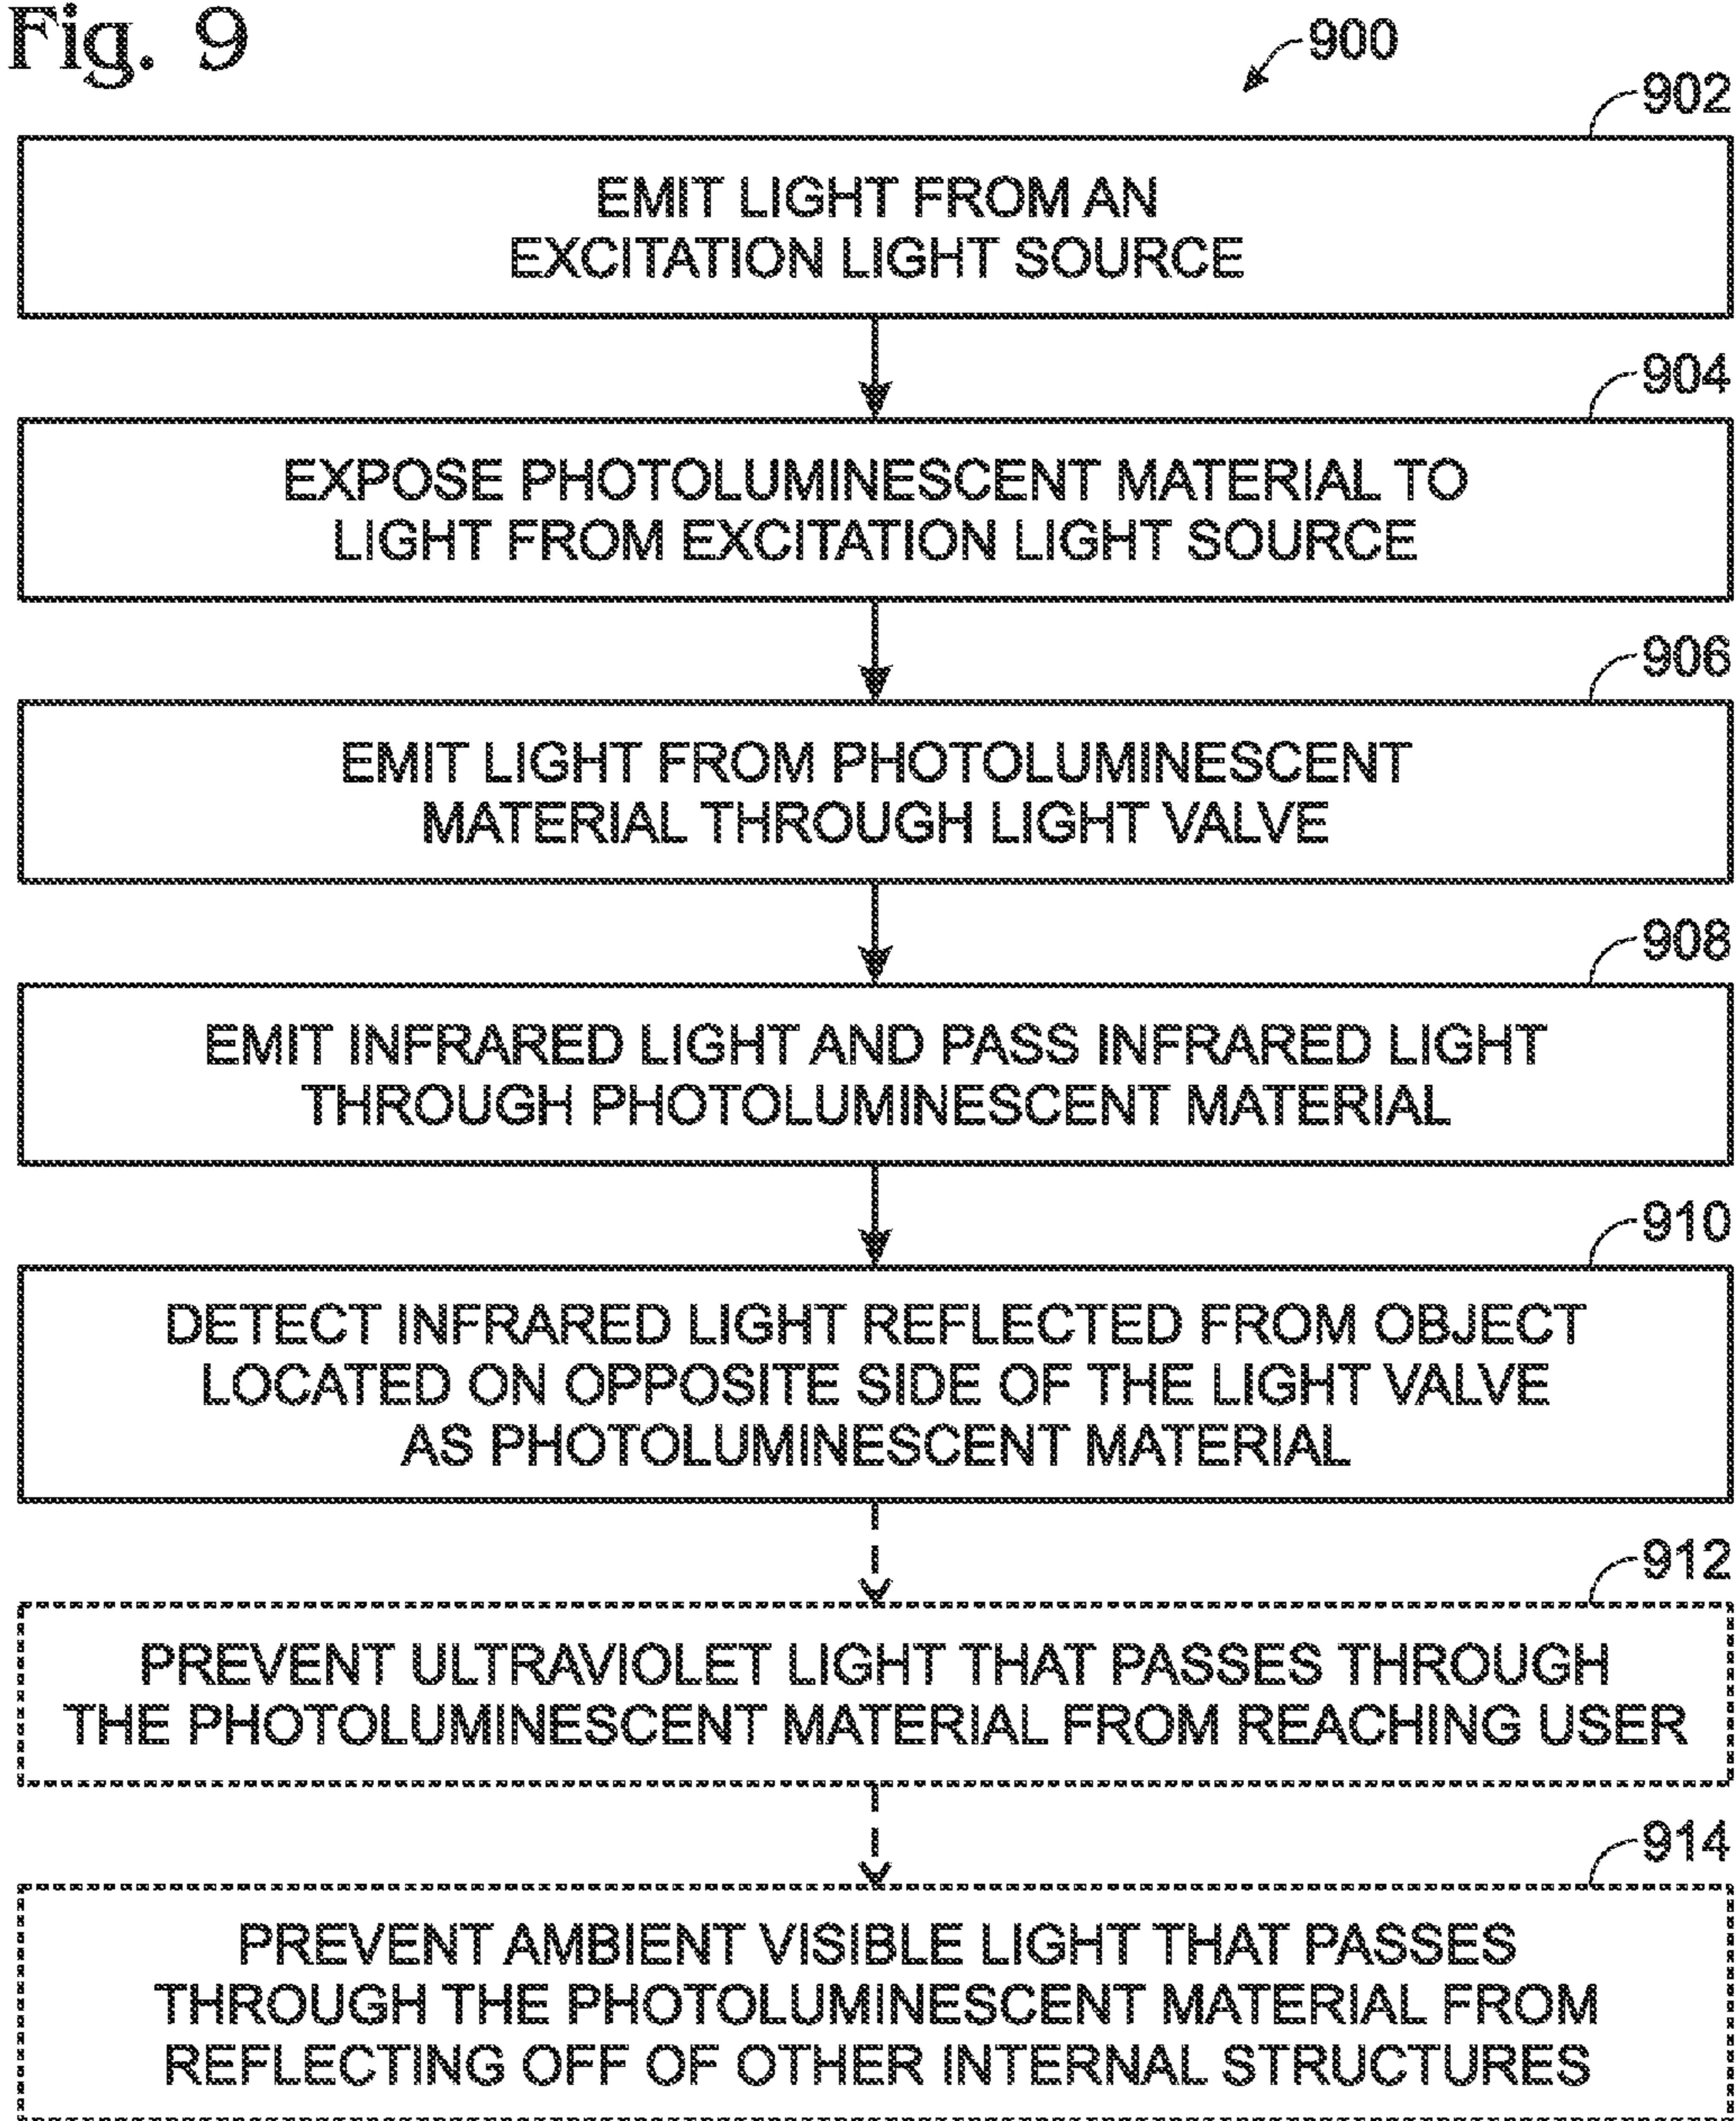 Fig. 9
900
902
EMIT LIGHT FROM AN
EXCITATION LIGHT SOURCE
904
EXPOSE PHOTOLUMINESCENT MATERIAL TO
LIGHT FROM EXCITATION LIGHT SOURCE
906
EMIT LIGHT FROM PHOTOLUMINESCENT
MATERIAL THROUGH LIGHT VALVE
908
EMIT INFRARED LIGHT AND PASS INFRARED LIGHT
THROUGH PHOTOLUMINESCENT MATERIAL
910
DETECT INFRARED LIGHT REFLECTED FROM OBJECT
LOCATED ON OPPOSITE SIDE OF THE LIGHT VALVE
AS PHOTOLUMINESCENT MATERIAL
912
PREVENT ULTRAVIOLET LIGHT THAT PASSES THROUGH
THE PHOTOLUMINESCENT MATERIAL FROM REACHING USER
914
PREVENT AMBIENT VISIBLE LIGHT THAT PASSES
THROUGH THE PHOTOLUMINESCENT MATERIAL FROM
REFLECTING OFF OF OTHER INTERNAL STRUCTURES